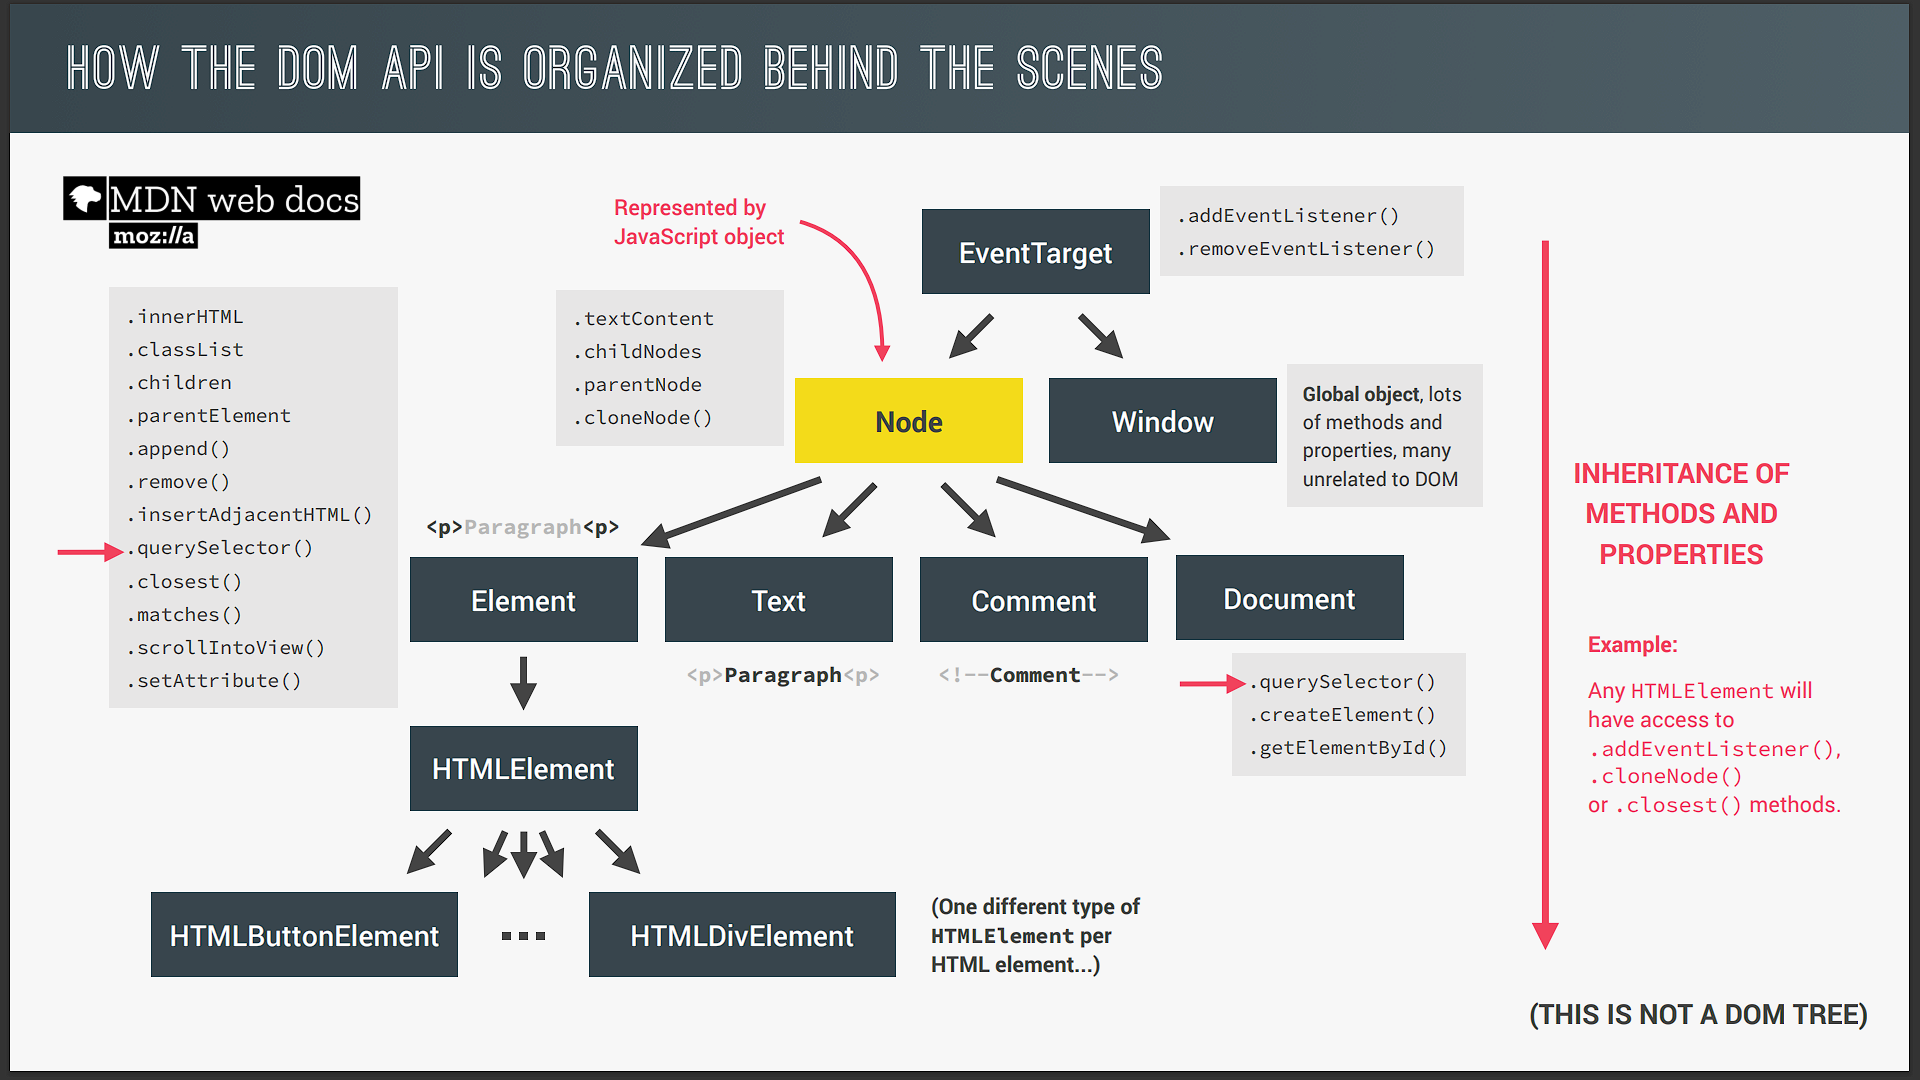 HOW THE DOM API IS ORGANIZED BEHIND THE SCENES
MDN web docs
moz://a
Represented by
JavaScript object
EventTarget
.addEventListener()
.removeEventListener()
.innerHTML
.classList
.children
.parentElement
.append()
.remove()
.insertAdjacentHTML()
.querySelector()
.closest()
.matches()
.scrollIntoView()
.setAttribute()
.textContent
.childNodes
.parentNode
.cloneNode()
Node
Window
Global object, lots
of methods and
properties, many
unrelated to DOM
INHERITANCE OF
METHODS AND
PROPERTIES
<p>Paragraph<p>
Element
Text
Comment
Document
<p>Paragraph<p>
<!--Comment-->
.querySelector()
.createElement()
.getElementById()
Example:
Any HTMLElement will
have access to
.addEventListener(),
.cloneNode()
or .closest() methods.
HTMLElement
HTMLButtonElement
...
HTMLDivElement
(One different type of
HTMLElement per
HTML element...)
(THIS IS NOT A DOM TREE)